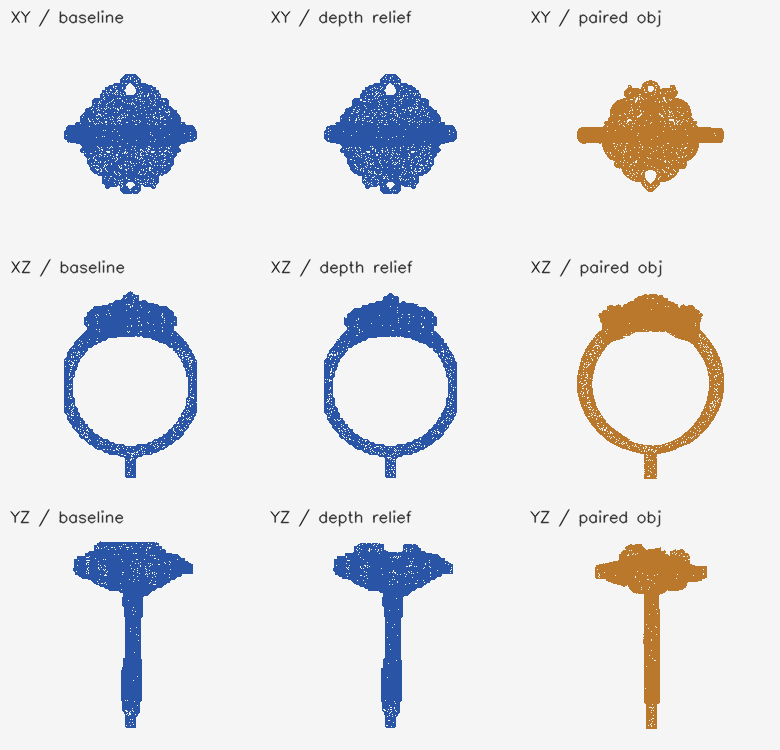 XY / baseline
XY / depth relief
XY / paired obj
XZ / baseline
XZ / depth relief
XZ / paired obj
YZ / baseline
YZ / depth relief
YZ / paired obj